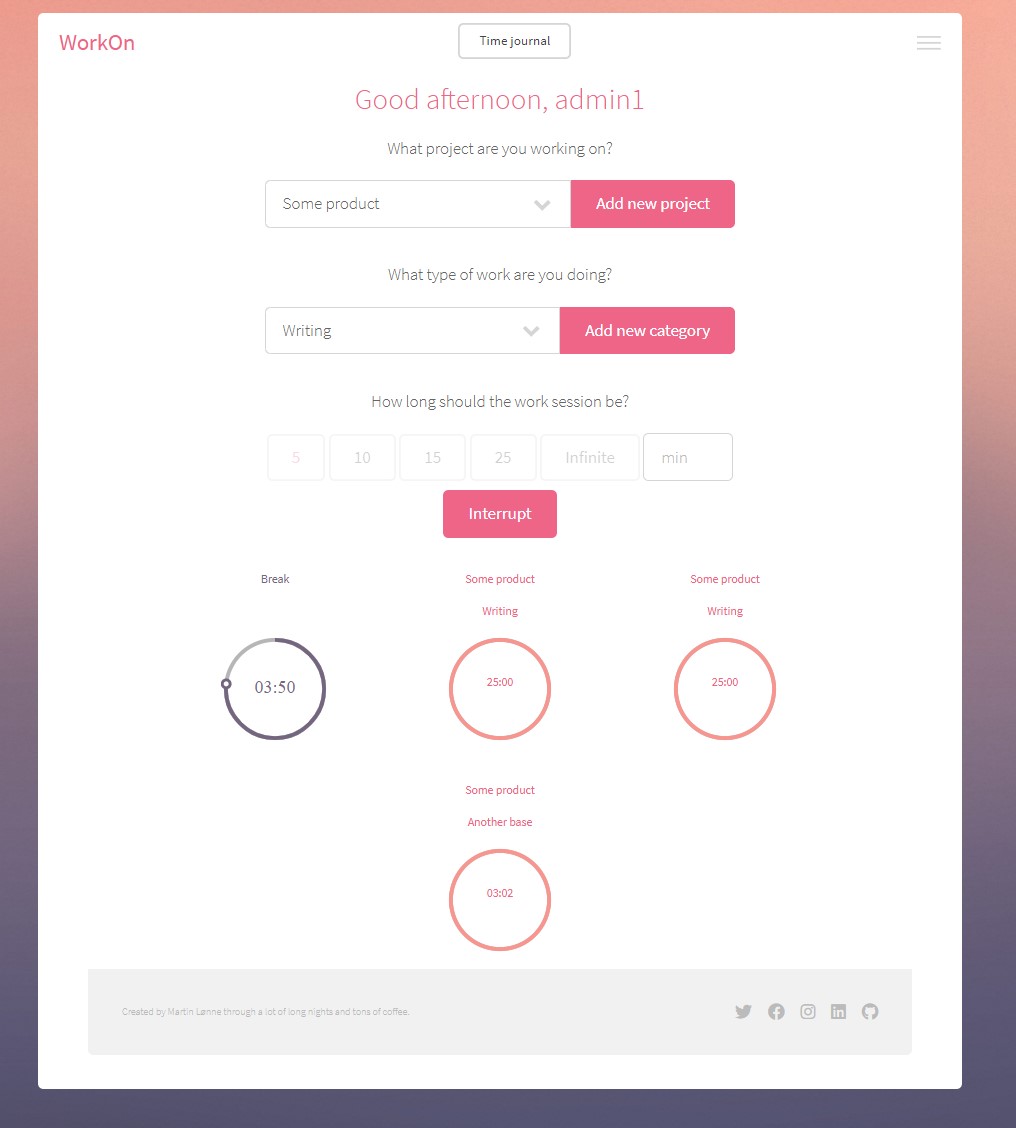 WorkOn
Time journal
Good afternoon, admin1
What project are you working on?
Some product
Add new project
What type of work are you doing?
Writing
Add new category
How long should the work session be?
5 10 15 25 Infinite min
Interrupt
Break
Some product
Some product
Writing
Writing
03:50
25:00
25:00
Some product
Another base
03:02
Created by Martin Lønne through a lot of long nights and tons of coffee.